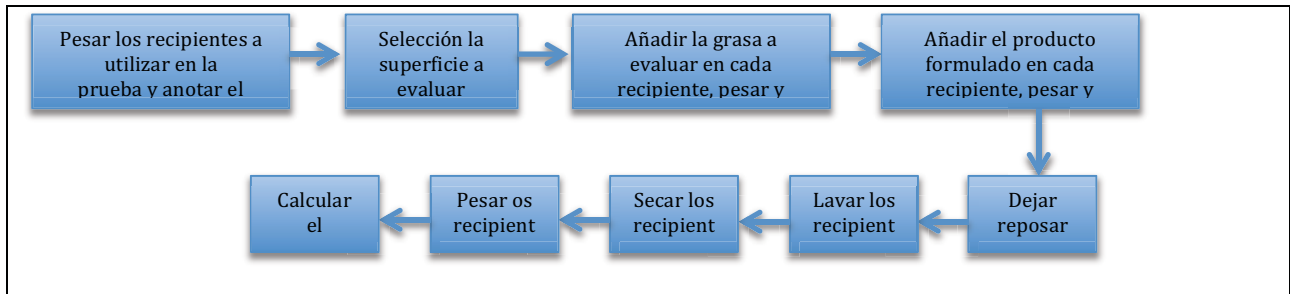 Pesar los recipientes a
utilizar en la
prueba y anotar el
Selección la
superficie a
evaluar
Añadir la grasa a
evaluar en cada
recipiente, pesar y
Añadir el producto
formulado en cada
recipiente, pesar y
Dejar
reposar
Lavar los
recipient
Secar los
recipient
Pesar os
recipient
Calcular
el